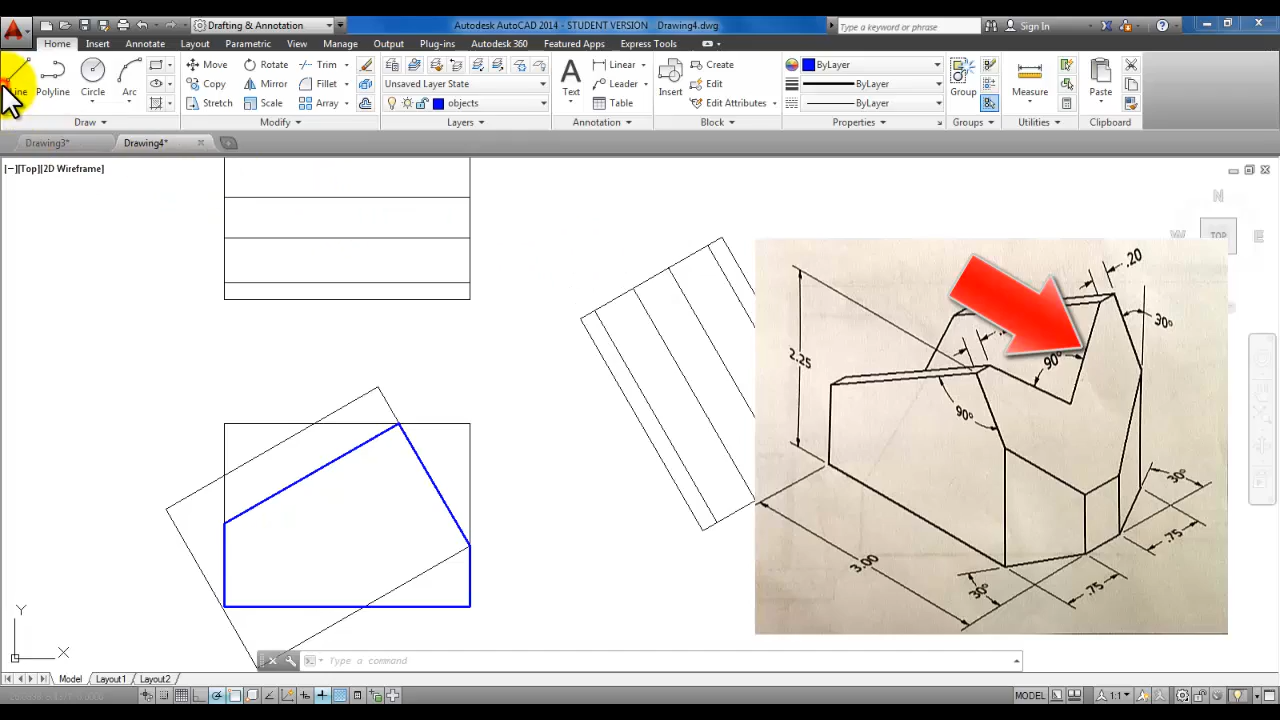 Drafting & Annotation
Autodesk AutoCAD 2014 - STUDENT VERSION Drawing4.dwg
Type a keyword or phrase
Sign In
Home Insert Annotate Layout Parametric View Manage Output Plug-ins Autodesk 360 Featured Apps Express Tools
Line Polyline Circle Arc
Move Rotate Trim
Copy Mirror Fillet
Stretch Scale Array
Unsaved Layer State
objects
Text
Linear
Leader
Table
Insert
Create
Edit
Edit Attributes
ByLayer
ByLayer
ByLayer
Group
Measure
Paste
Draw Modify Layers Annotation Block Properties Groups Utilities Clipboard
Drawing3* Drawing4*
[−][Top][2D Wireframe]
N
W TOP E
.20
30°
2.25
90°
90°
30°
.75
3.00
30°
.75
Y
X
Type a command
Model Layout1 Layout2
MODEL 1:1